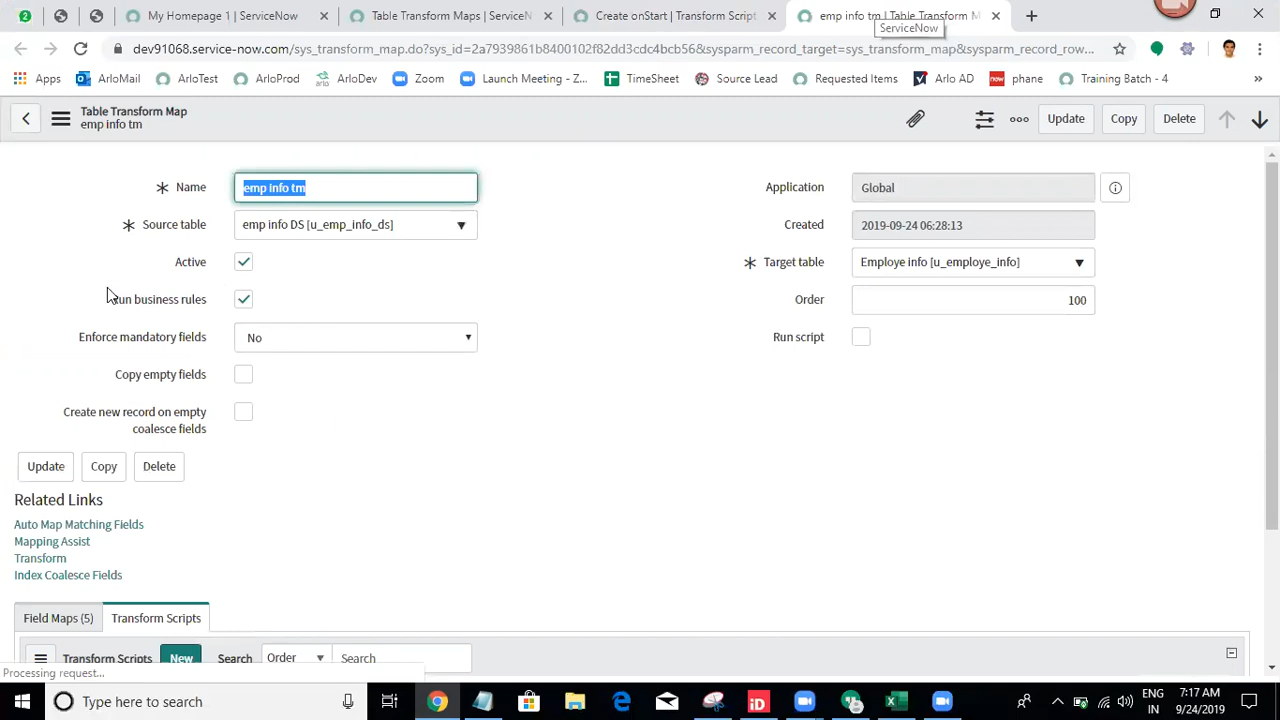 2
My Homepage 1 | ServiceNow
Table Transform Maps | ServiceN
Create onStart | Transform Script
emp info tm | Table Transform M
ServiceNow
dev91068.service-now.com/sys_transform_map.do?sys_id=2a7929361b8400102f82dd3cdc4bcb56&sysparm_record_target=sys_transform_map&sysparm_record_row...
Apps
ArloMail
ArloTest
ArloProd
ArloDev
Zoom
Launch Meeting - Z...
TimeSheet
Source Lead
Requested Items
Arlo AD
now phane
Training Batch - 4
»
Table Transform Map
emp info tm
Update
Copy
Delete
Name
emp info tm
Application
Global
Source table
emp info DS [u_emp_info_ds]
Created
2019-09-24 06:28:13
Active
Target table
Employe info [u_employe_info]
Run business rules
Order
100
Enforce mandatory fields
No
Run script
Copy empty fields
Create new record on empty
coalesce fields
Update
Copy
Delete
Related Links
Auto Map Matching Fields
Mapping Assist
Transform
Index Coalesce Fields
Field Maps (5)
Transform Scripts
Transform Scripts
New
Search
Order
Search
Processing request...
Type here to search
iD
ENG
IN
7:17 AM
9/24/2019